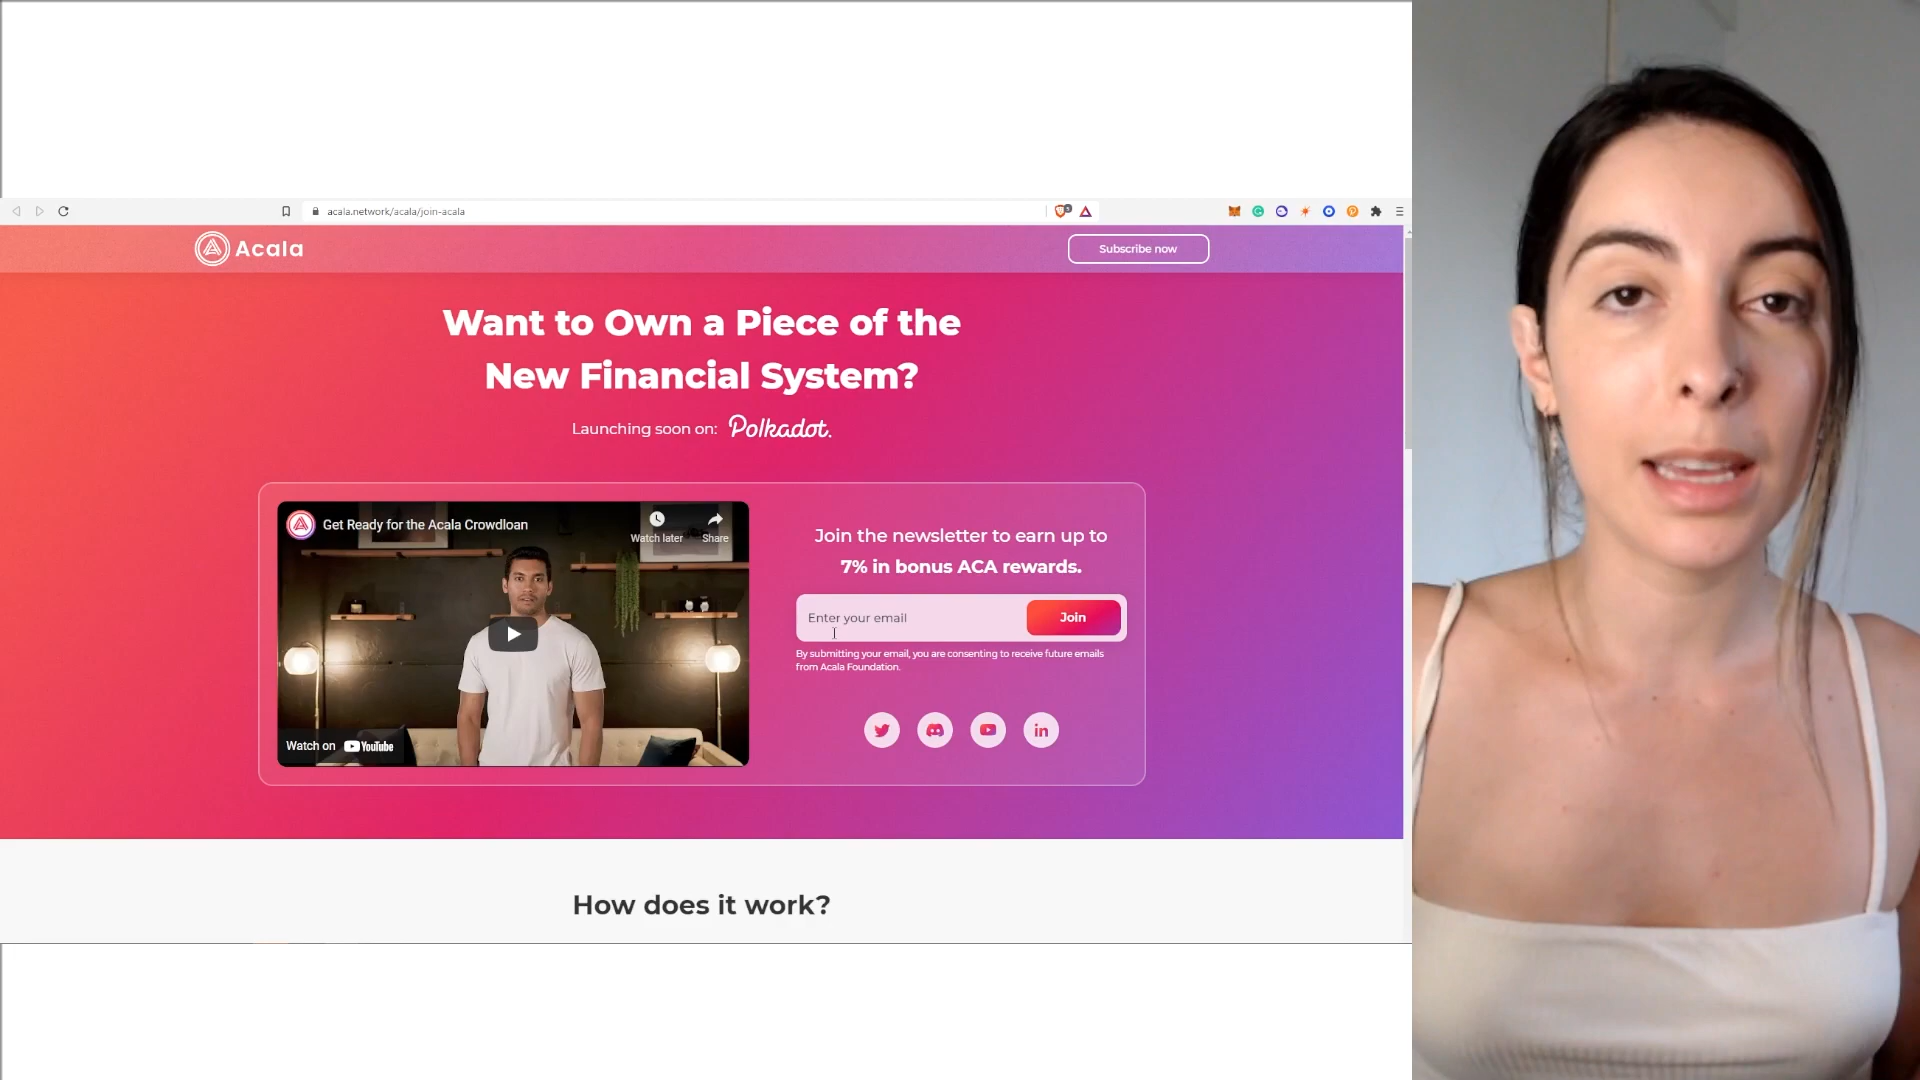 acala.network/acala/join-acala
Acala
Subscribe now
Want to Own a Piece of the
New Financial System?
Launching soon on: Polkadot.
Get Ready for the Acala Crowdloan
Watch later
Share
Watch on YouTube
Join the newsletter to earn up to
7% in bonus ACA rewards.
Enter your email
Join
By submitting your email, you are consenting to receive future emails
from Acala Foundation.
in
How does it work?